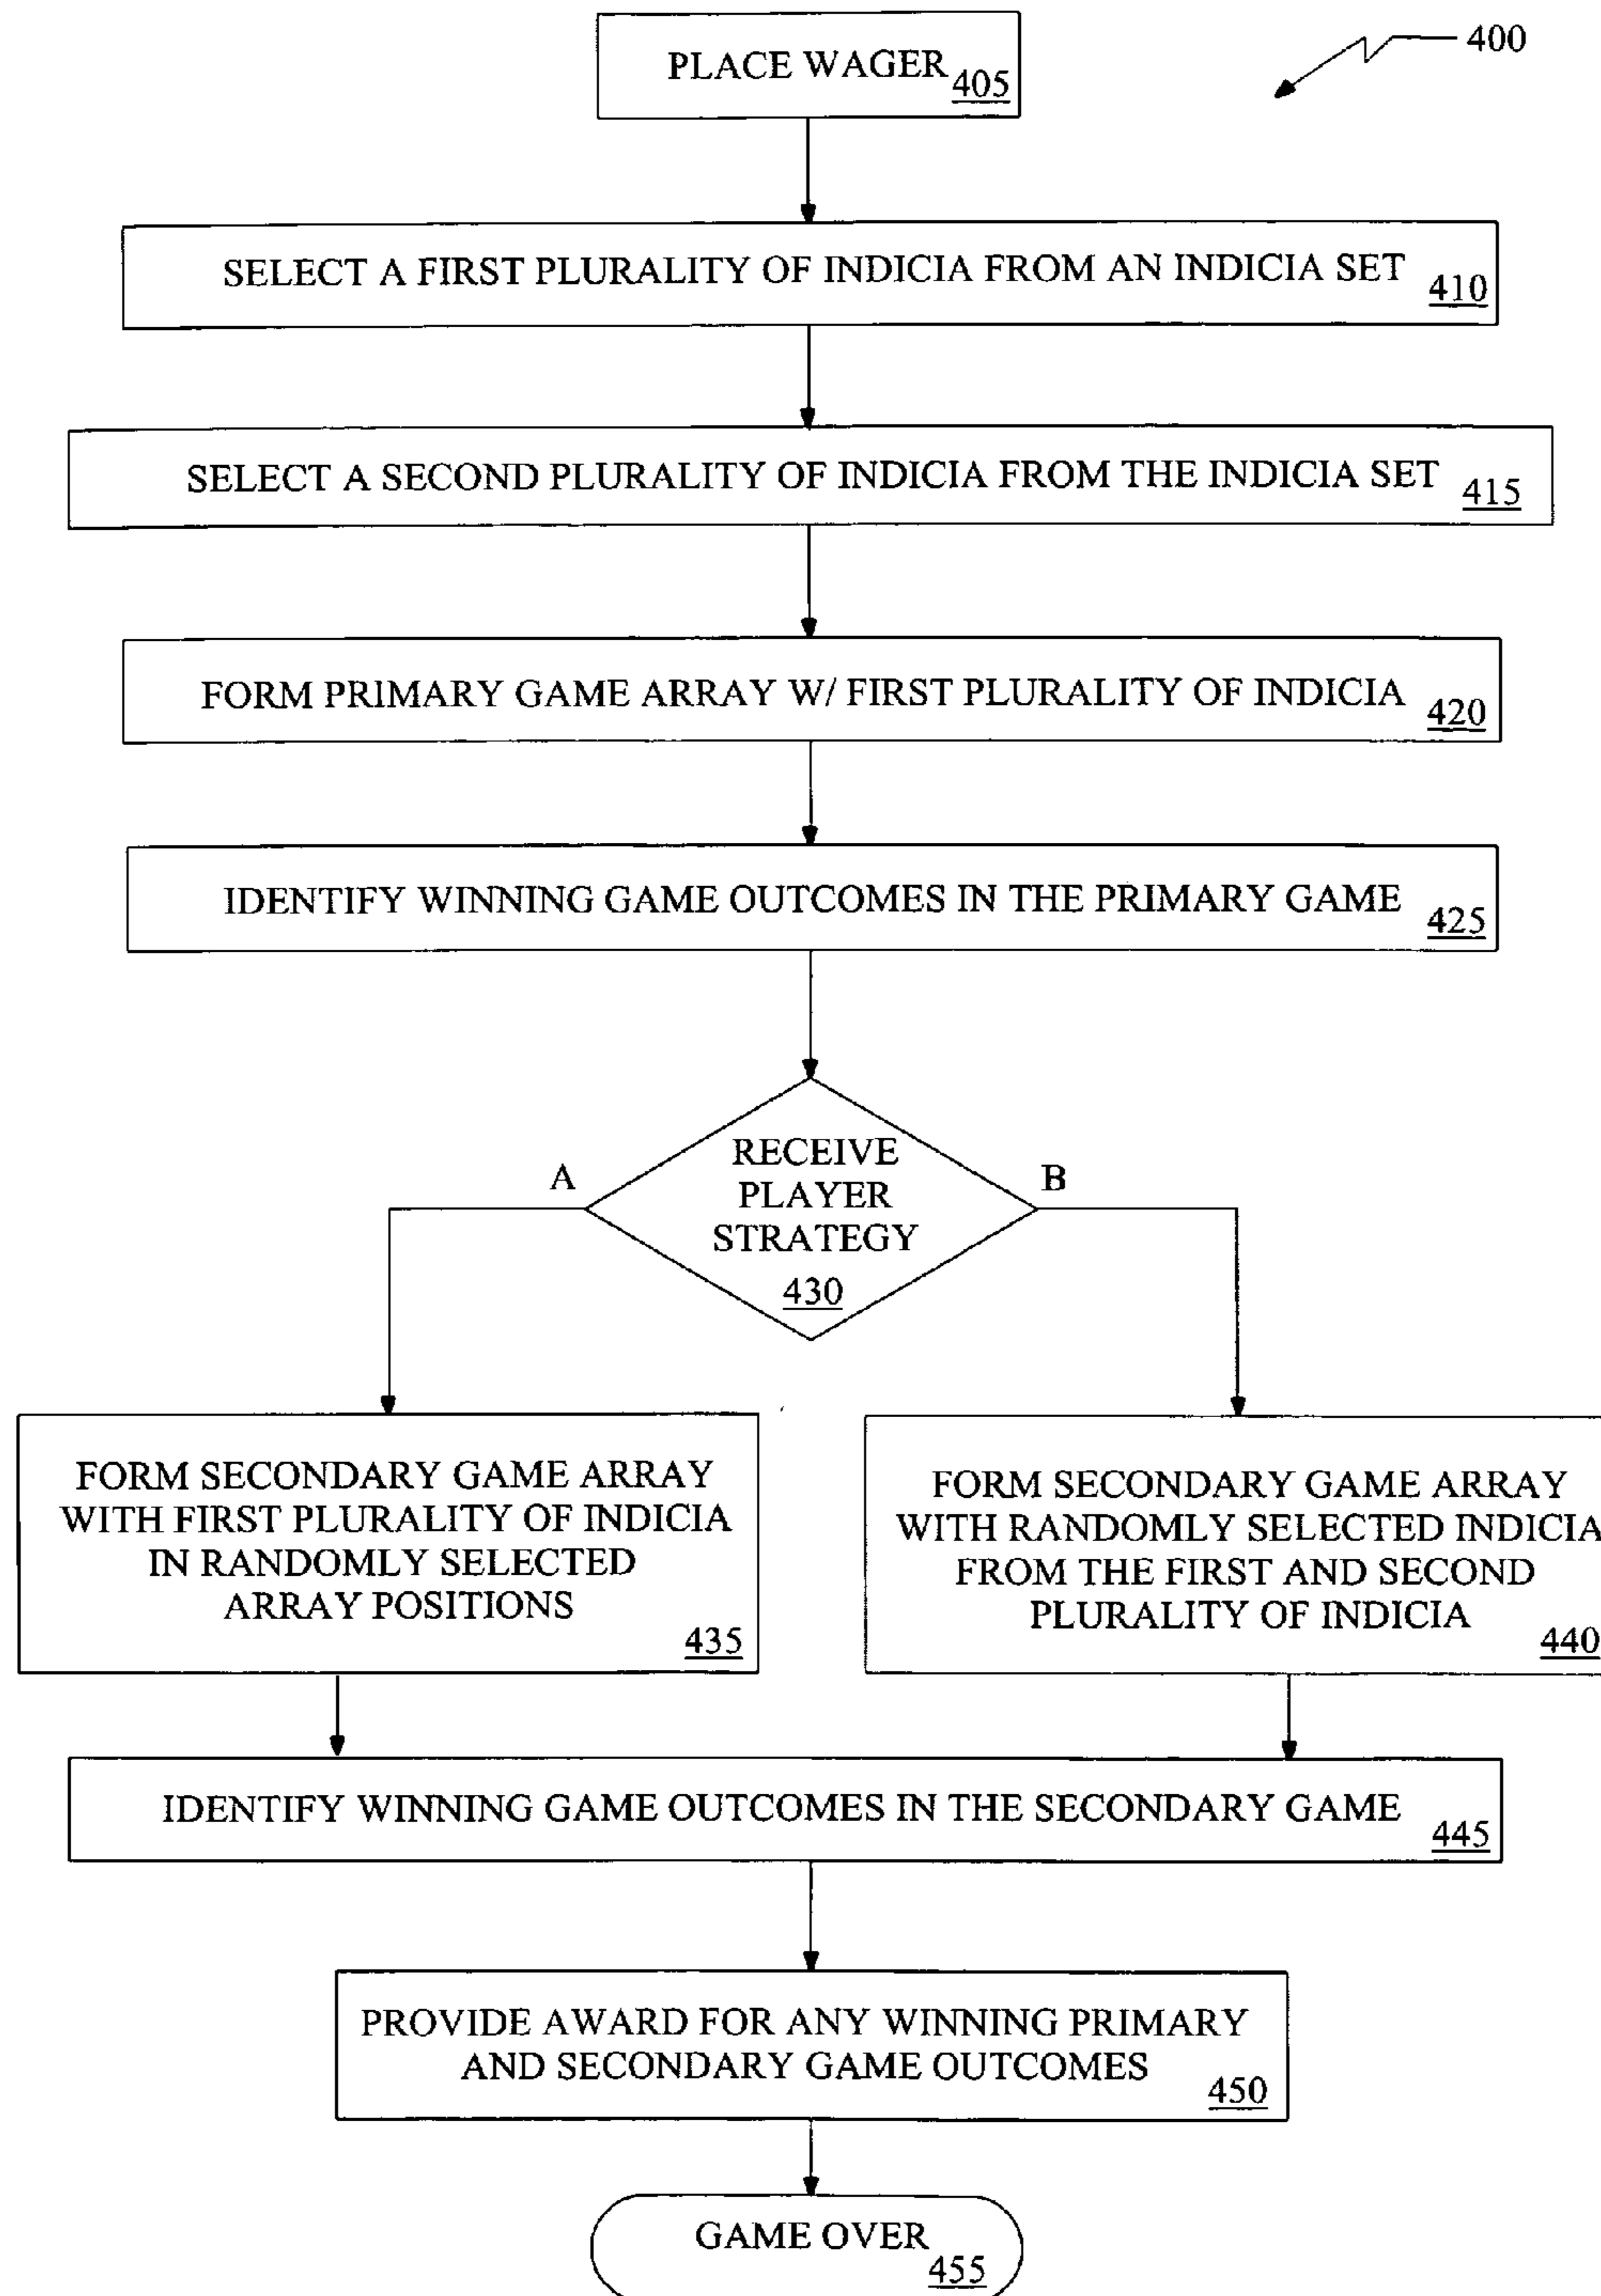 PLACE WAGER 405
400
SELECT A FIRST PLURALITY OF INDICIA FROM AN INDICIA SET 410
SELECT A SECOND PLURALITY OF INDICIA FROM THE INDICIA SET 415
FORM PRIMARY GAME ARRAY W/ FIRST PLURALITY OF INDICIA 420
IDENTIFY WINNING GAME OUTCOMES IN THE PRIMARY GAME 425
A
B
RECEIVE
PLAYER
STRATEGY
430
FORM SECONDARY GAME ARRAY
WITH FIRST PLURALITY OF INDICIA
IN RANDOMLY SELECTED
ARRAY POSITIONS
435
FORM SECONDARY GAME ARRAY
WITH RANDOMLY SELECTED INDICIA
FROM THE FIRST AND SECOND
PLURALITY OF INDICIA
440
IDENTIFY WINNING GAME OUTCOMES IN THE SECONDARY GAME 445
PROVIDE AWARD FOR ANY WINNING PRIMARY
AND SECONDARY GAME OUTCOMES 450
GAME OVER 455